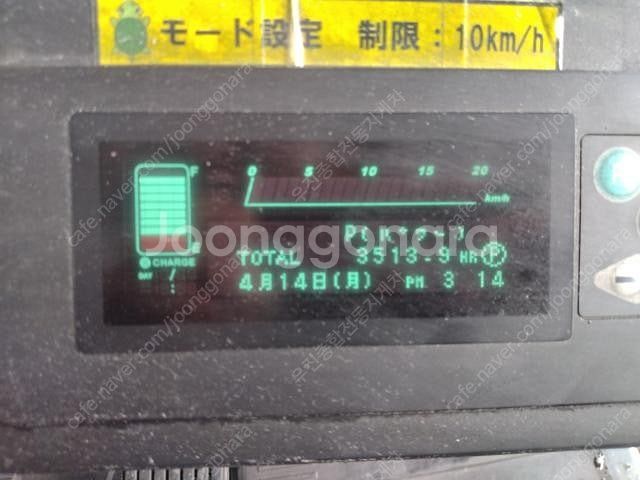 モード設定 制限：10km/h
F
0 5 10 15 20
km/h
TOTAL 3513-9 HR P
CHARGE
DAY
4月14日(月) PM 3 14
Joonggonara
cafe.naver.com/joonggonara